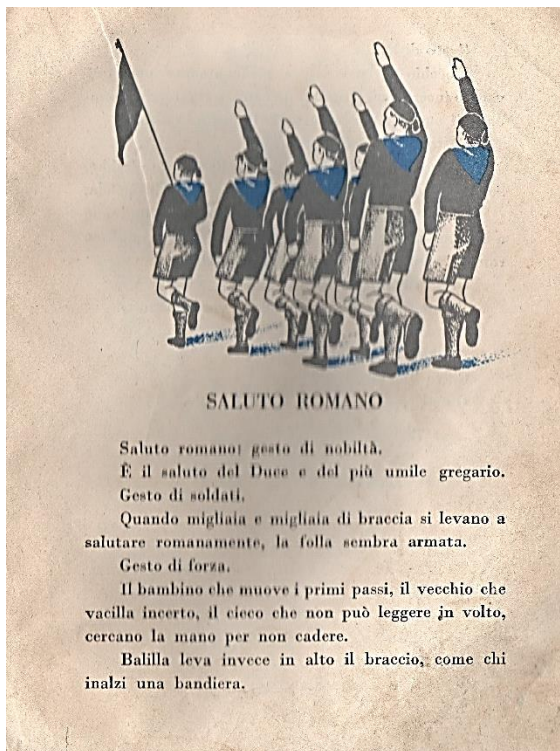 SALUTO ROMANO
Saluto romano: gesto di nobiltà.
È il saluto del Duce e del più umile gregario.
Gesto di soldati.
Quando migliaia e migliaia di braccia si levano a
salutare romanamente, la folla sembra armata.
Gesto di forza.
Il bambino che muove i primi passi, il vecchio che
vacilla incerto, il cieco che non può leggere in volto,
cercano la mano per non cadere.
Balilla leva invece in alto il braccio, come chi
inalzi una bandiera.